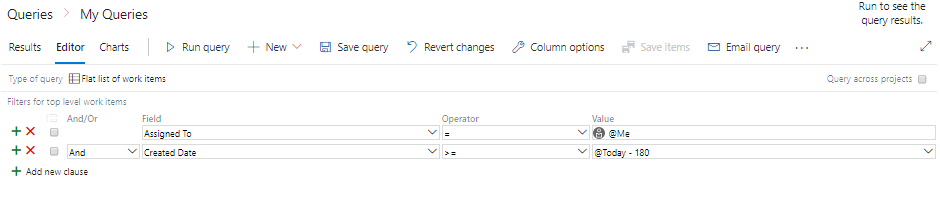 Queries > My Queries
Run to see the
query results.
Results Editor Charts Run query New Save query Revert changes Column options Save items Email query ...
Type of query Flat list of work items Query across projects
Filters for top level work items
And/Or Field Operator Value
Assigned To = @Me
And Created Date >= @Today - 180
Add new clause